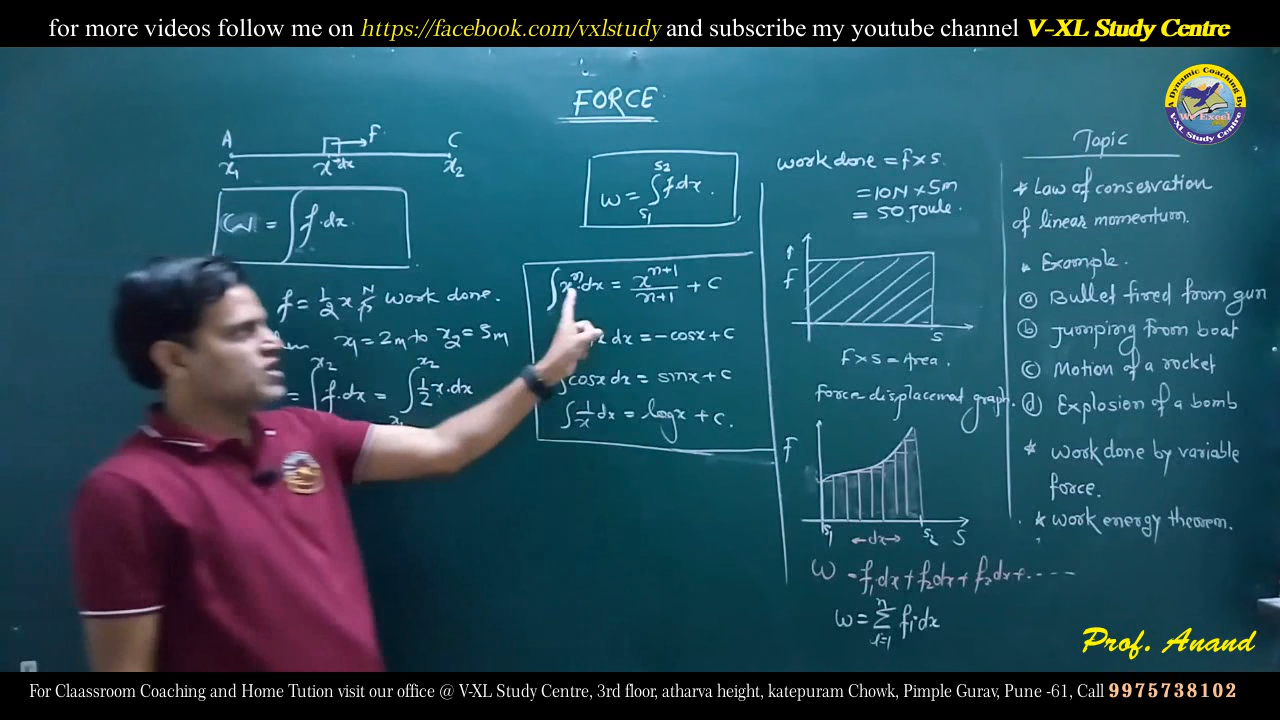 for more videos follow me on https://facebook.com/vxlstudy and subscribe my youtube channel V-XL Study Centre
FORCE
A
f
C
x1
x
dx
x2
W = ∫ f.dx
f = 1/2 x N work done.
x1 = 2m to x2 = 5m
= ∫ f.dx = ∫ 1/2 x.dx
x2
x2
W = ∫ f.dx.
S2
S1
∫ x^n.dx = x^(n+1)/(n+1) + C
x dx = -cosx + C
∫ cosx dx = sinx + C
∫ 1/x dx = logx + C.
work done = f × s.
= 10N × 5m
= 50 Joule.
f
S
F × S = Area.
force displacement graph.
f
S1
dx
S2
S
W = f1dx + f2dx + f3dx + .....
W = Σ fi dx
n
i=1
Topic
* Law of conservation
of linear momentum.
* Example.
(a) Bullet fired from gun
(b) Jumping from boat
(c) Motion of a rocket
(d) Explosion of a bomb
* work done by variable
force.
* work energy theorem.
A Dynamic Coaching By
We Excel
V-XL Study Centre
Prof. Anand
For Claassroom Coaching and Home Tution visit our office @ V-XL Study Centre, 3rd floor, atharva height, katepuram Chowk, Pimple Gurav, Pune -61, Call 9975738102